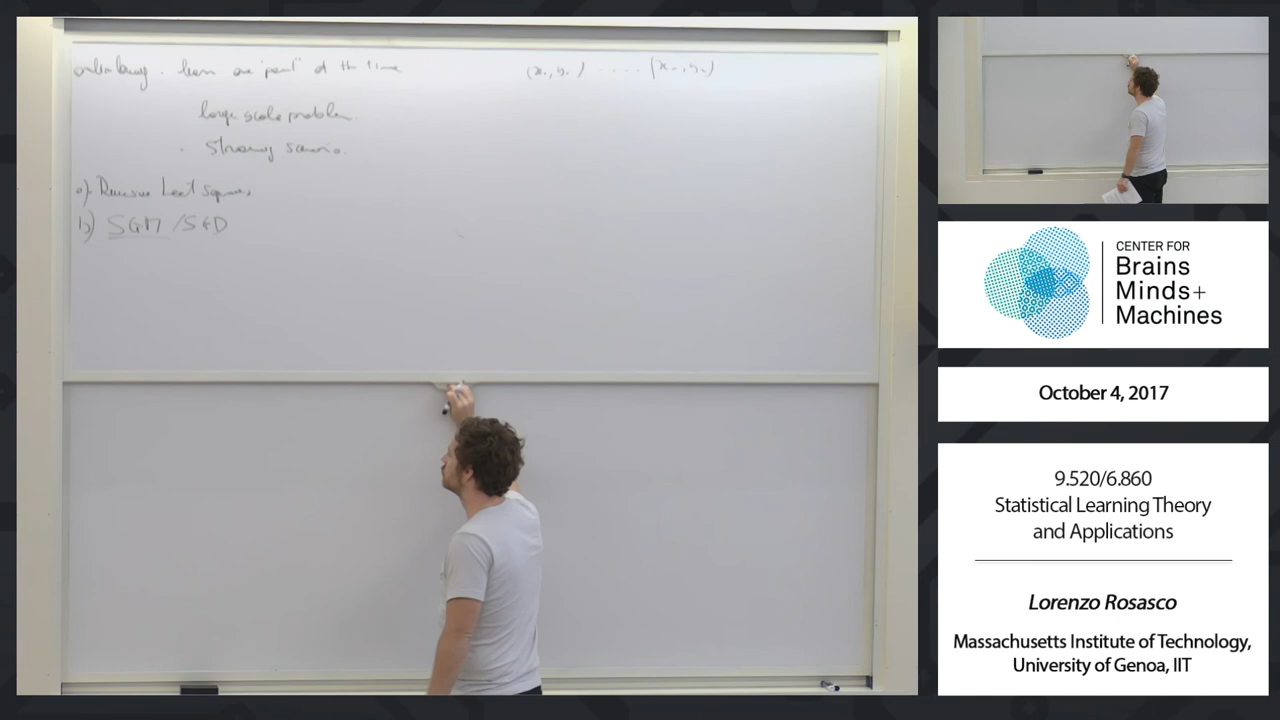 online learning . learn one "point" at the time (x₁, y₁) ..... (xₙ, yₙ)
large scale problem.
. streaming scenario.
a). Recursive Least Squares,
b) SGM / SGD
CENTER FOR
Brains
Minds+
Machines
October 4, 2017
9.520/6.860
Statistical Learning Theory
and Applications
Lorenzo Rosasco
Massachusetts Institute of Technology,
University of Genoa, IIT